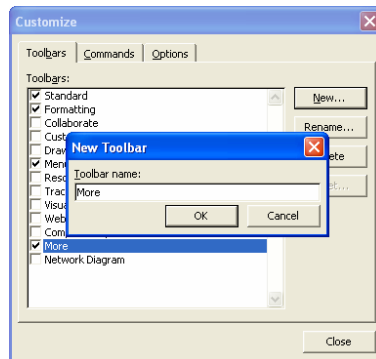 Customize
Toolbars Commands Options
Toolbars:
Standard
Formatting
Collaborate
New...
Rename...
New Toolbar
Toolbar name:
More
OK Cancel
More
Network Diagram
Close